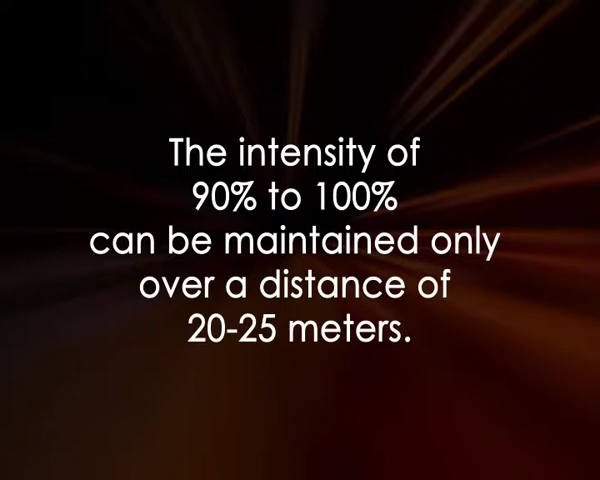 The intensity of
90% to 100%
can be maintained only
over a distance of
20-25 meters.